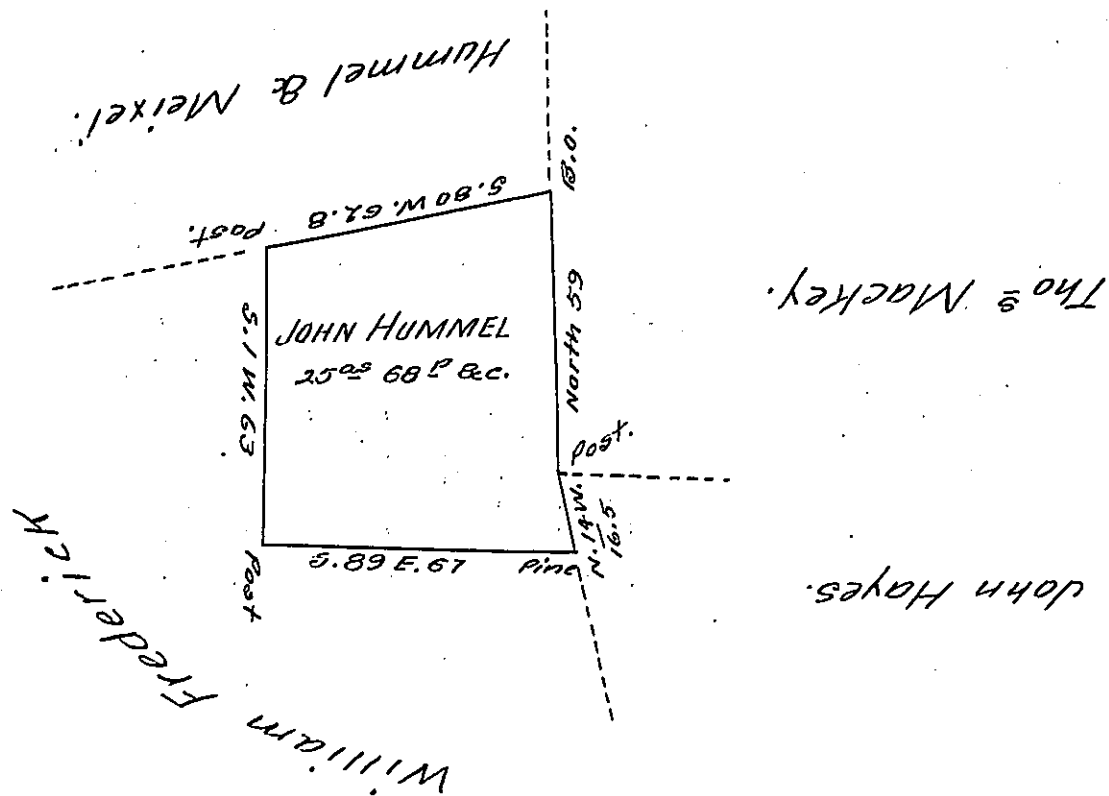 Hummel & Meixel.
B.O.
S. 80 W. 62.8
Post.
Thoˢ Mackey.
North 59
S. 1 W. 63
JOHN HUMMEL
25ᵃˢ 68ᵖ &c.
Post.
N. 14 W.
16.5
S. 89 E. 67
Pine
Post
John Hayes.
William Frederick